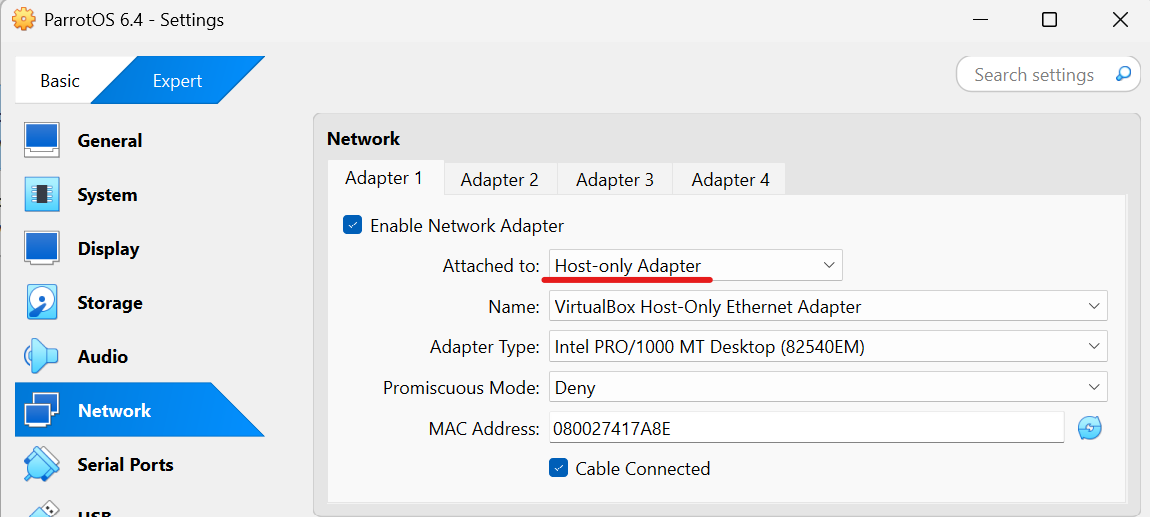 ParrotOS 6.4 - Settings
Basic
Expert
Search settings
General
System
Display
Storage
Audio
Network
Serial Ports
USB
Network
Adapter 1
Adapter 2
Adapter 3
Adapter 4
Enable Network Adapter
Attached to: Host-only Adapter
Name: VirtualBox Host-Only Ethernet Adapter
Adapter Type: Intel PRO/1000 MT Desktop (82540EM)
Promiscuous Mode: Deny
MAC Address: 080027417A8E
Cable Connected